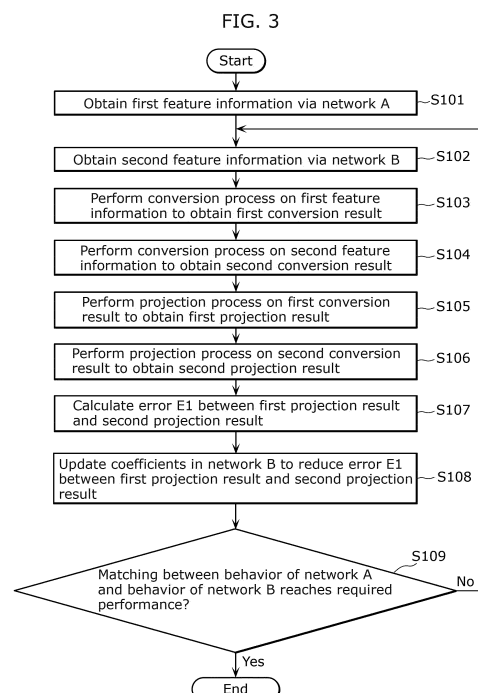 FIG. 3
Start
Obtain first feature information via network A
S101
Obtain second feature information via network B
S102
Perform conversion process on first feature
information to obtain first conversion result
S103
Perform conversion process on second feature
information to obtain second conversion result
S104
Perform projection process on first conversion
result to obtain first projection result
S105
Perform projection process on second conversion
result to obtain second projection result
S106
Calculate error E1 between first projection result
and second projection result
S107
Update coefficients in network B to reduce error E1
between first projection result and second projection
result
S108
S109
Matching between behavior of network A
and behavior of network B reaches required
performance?
No
Yes
End